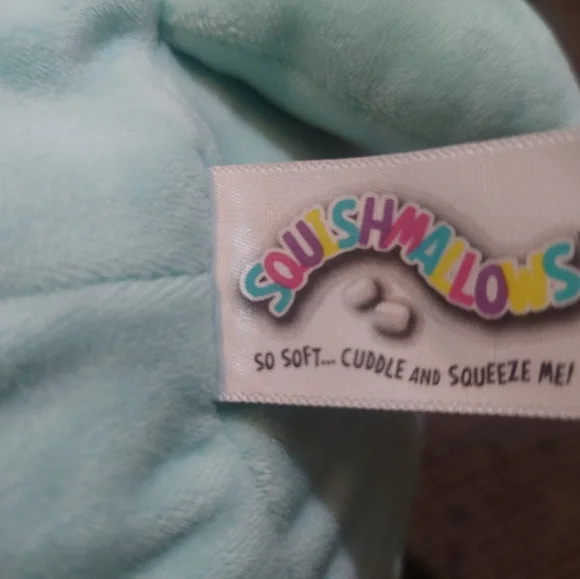 SQUISHMALLOWS
SO SOFT... CUDDLE AND SQUEEZE ME!